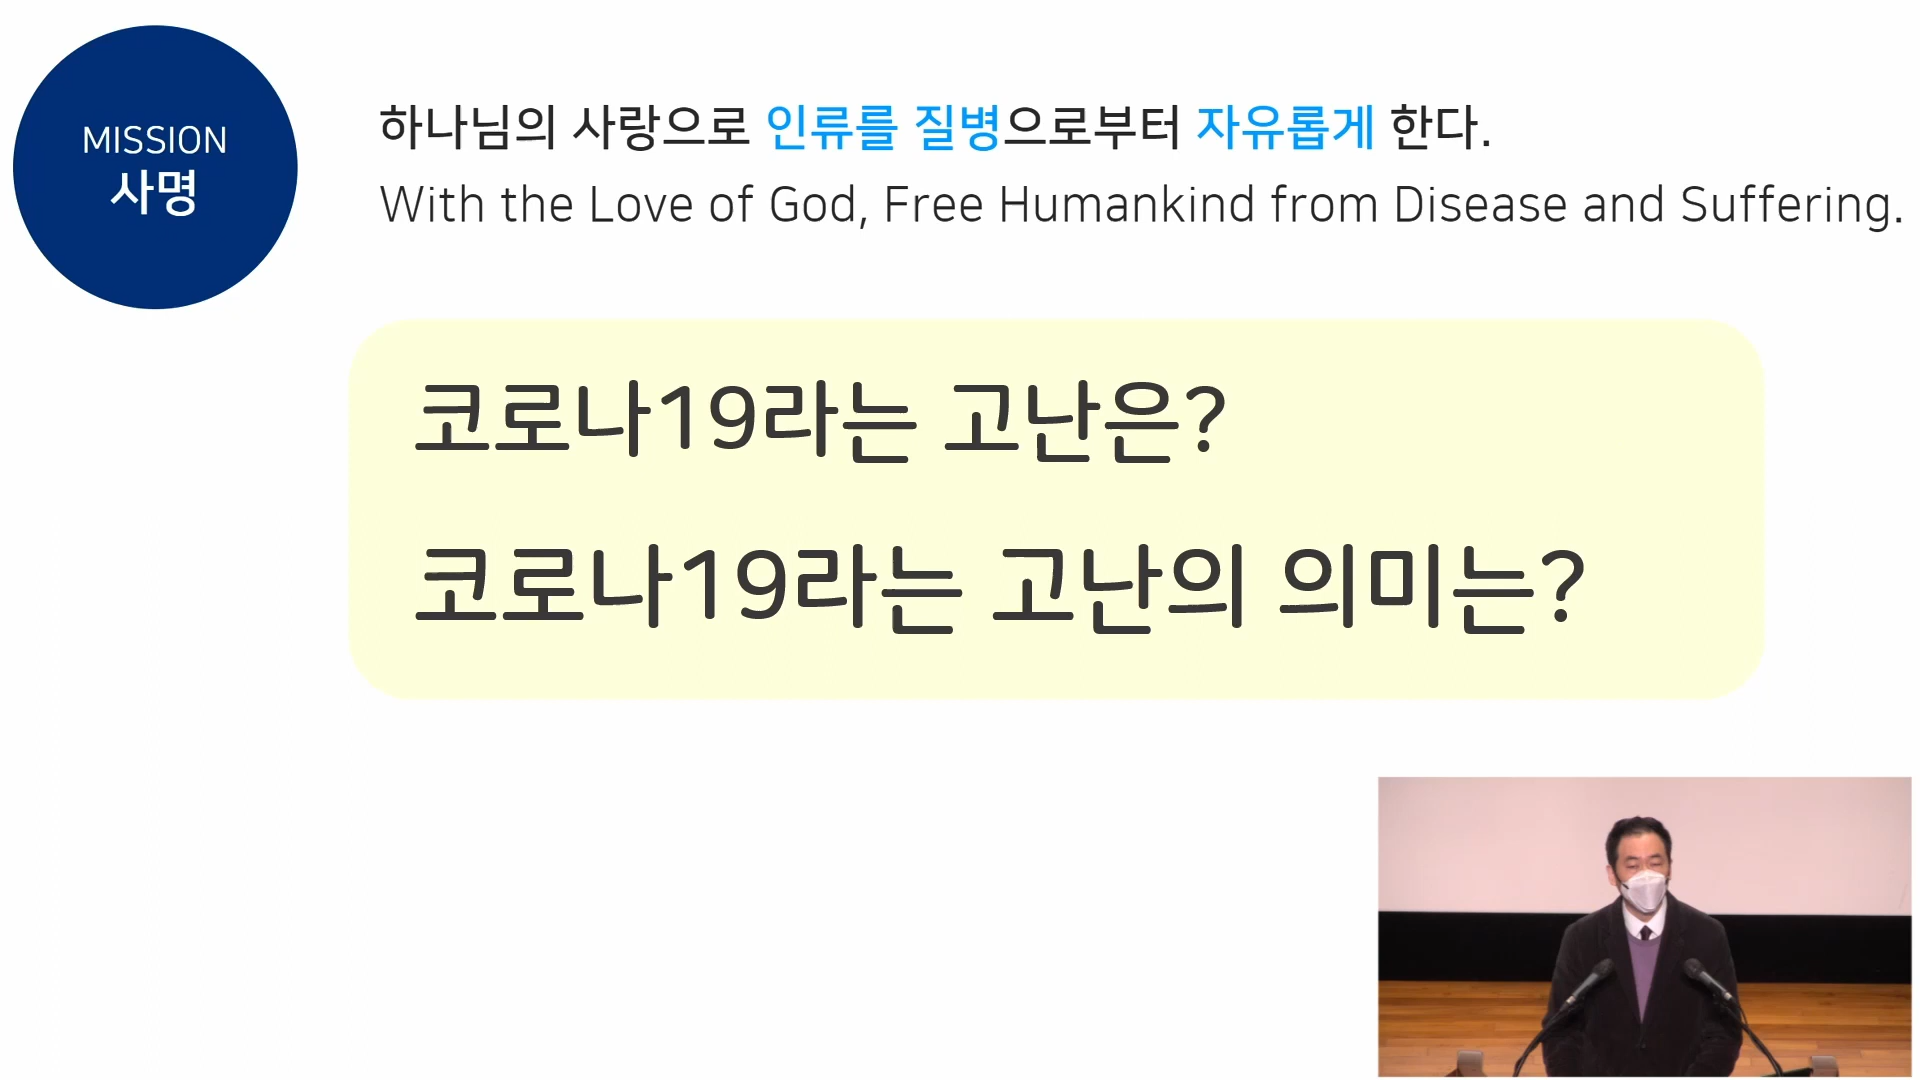 MISSION
사명
하나님의 사랑으로 인류를 질병으로부터 자유롭게 한다.
With the Love of God, Free Humankind from Disease and Suffering.
코로나19라는 고난은?
코로나19라는 고난의 의미는?